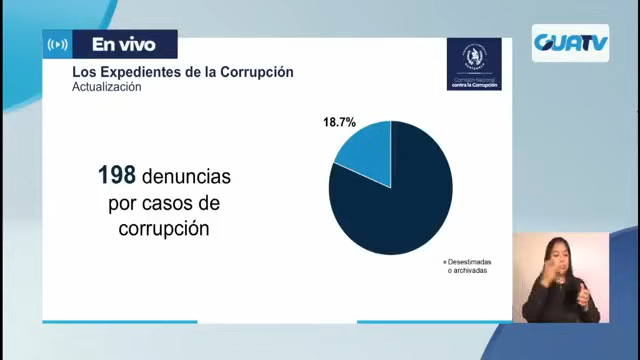 En vivo
GUATV
Los Expedientes de la Corrupción
Actualización
Comisión Nacional
contra la Corrupción
18.7%
198 denuncias
por casos de
corrupción
Desestimadas
o archivadas